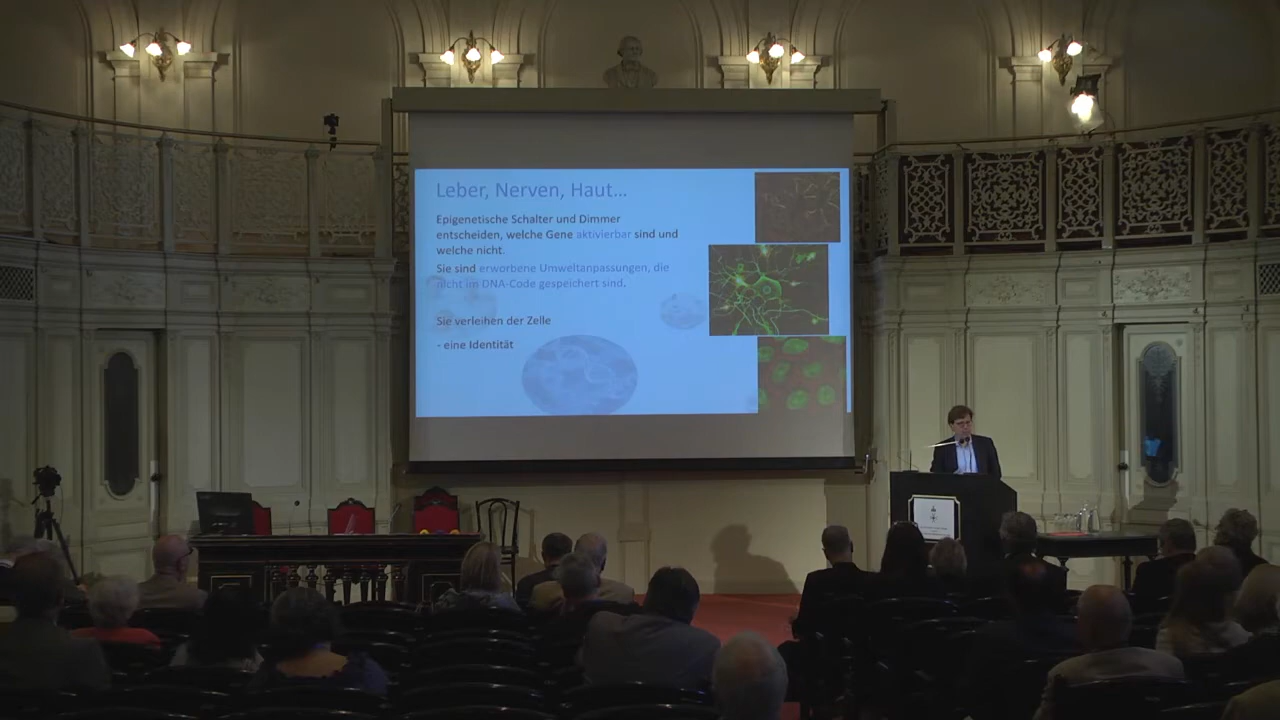 Leber, Nerven, Haut...
Epigenetische Schalter und Dimmer
entscheiden, welche Gene aktivierbar sind und
welche nicht.
Sie sind erworbene Umweltanpassungen, die
nicht im DNA-Code gespeichert sind.
Sie verleihen der Zelle
- eine Identität